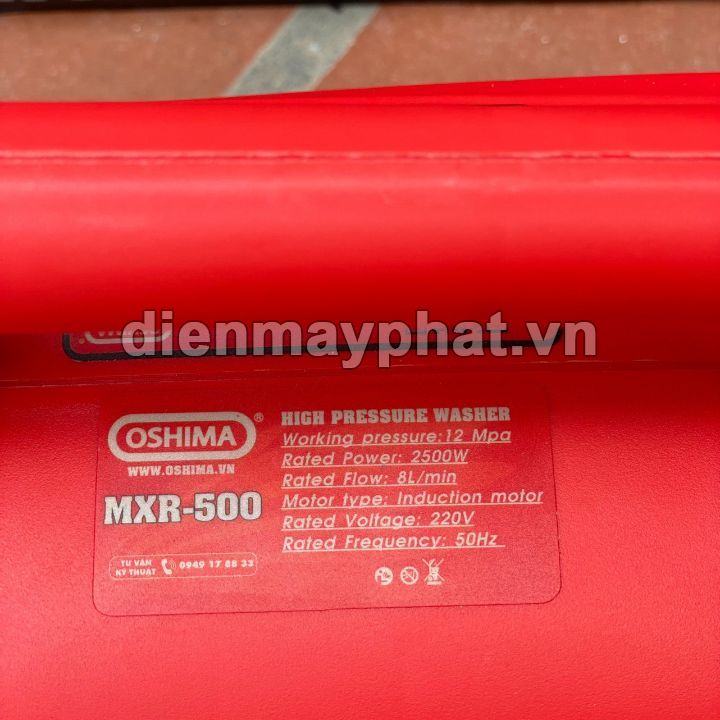 dienmayphat.vn
OSHIMA®
WWW.OSHIMA.VN
MXR-500
TƯ VẤN
KỸ THUẬT
0949 17 88 33
HIGH PRESSURE WASHER
Working pressure:12 Mpa
Rated Power: 2500W
Rated Flow: 8L/min
Motor type: Induction motor
Rated Voltage: 220V
Rated Frequency: 50Hz